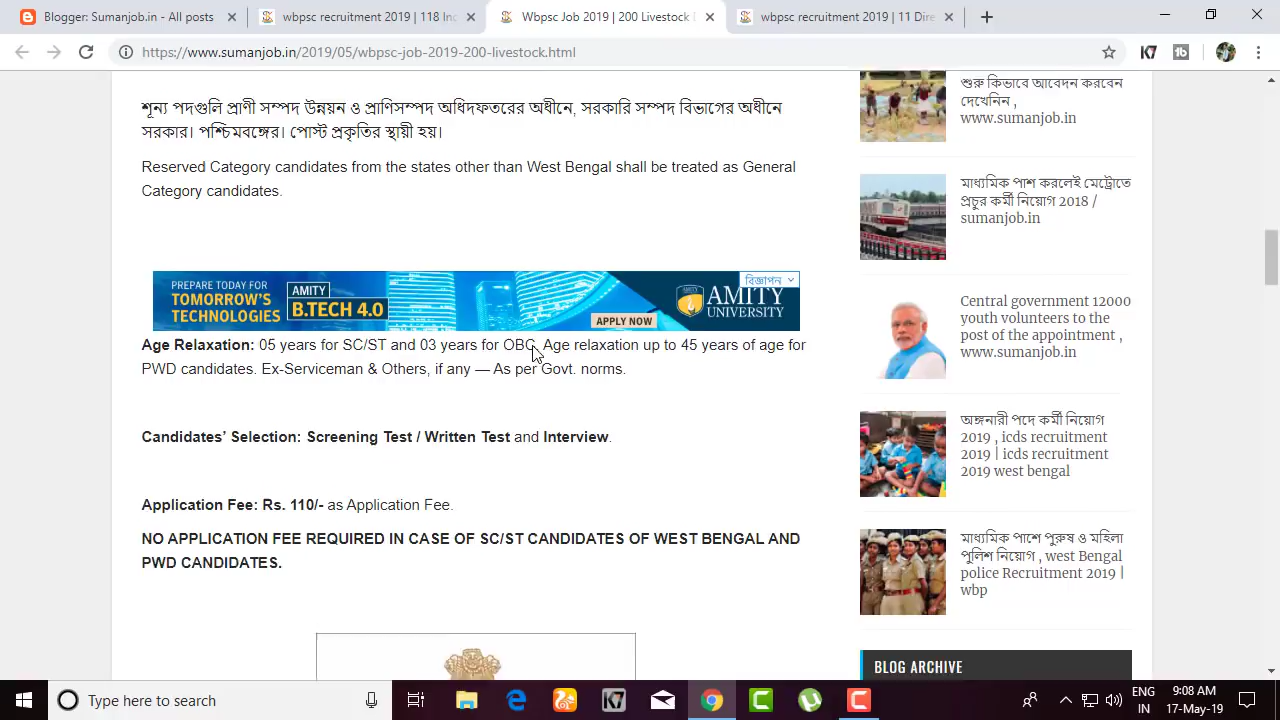 Blogger: Sumanjob.in - All posts
wbpsc recruitment 2019 | 118 In
Wbpsc Job 2019 | 200 Livestock
wbpsc recruitment 2019 | 11 Dire
https://www.sumanjob.in/2019/05/wbpsc-job-2019-200-livestock.html
শূন্য পদগুলি প্রাণী সম্পদ উন্নয়ন ও প্রাণিসম্পদ অধিদফতরের অধীনে, সরকারি সম্পদ বিভাগের অধীনে
সরকার। পশ্চিমবঙ্গের। পোস্ট প্রকৃতির স্থায়ী হয়।
Reserved Category candidates from the states other than West Bengal shall be treated as General
Category candidates.
PREPARE TODAY FOR
TOMORROW'S
TECHNOLOGIES
AMITY
B.TECH 4.0
বিজ্ঞাপন
AMITY
UNIVERSITY
APPLY NOW
Age Relaxation: 05 years for SC/ST and 03 years for OBC. Age relaxation up to 45 years of age for
PWD candidates. Ex-Serviceman & Others, if any — As per Govt. norms.
Candidates' Selection: Screening Test / Written Test and Interview.
Application Fee: Rs. 110/- as Application Fee.
NO APPLICATION FEE REQUIRED IN CASE OF SC/ST CANDIDATES OF WEST BENGAL AND
PWD CANDIDATES.
শুরু কিভাবে আবেদন করবেন
দেখেনিন ,
www.sumanjob.in
মাধ্যমিক পাশ করলেই মেট্রোতে
প্রচুর কর্মী নিয়োগ 2018 /
sumanjob.in
Central government 12000
youth volunteers to the
post of the appointment ,
www.sumanjob.in
অঙ্গনারী পদে কর্মী নিয়োগ
2019 , icds recruitment
2019 | icds recruitment
2019 west bengal
মাধ্যমিক পাশে পুরুষ ও মহিলা
পুলিশ নিয়োগ , west Bengal
police Recruitment 2019 |
wbp
BLOG ARCHIVE
Type here to search
ENG
IN
9:08 AM
17-May-19